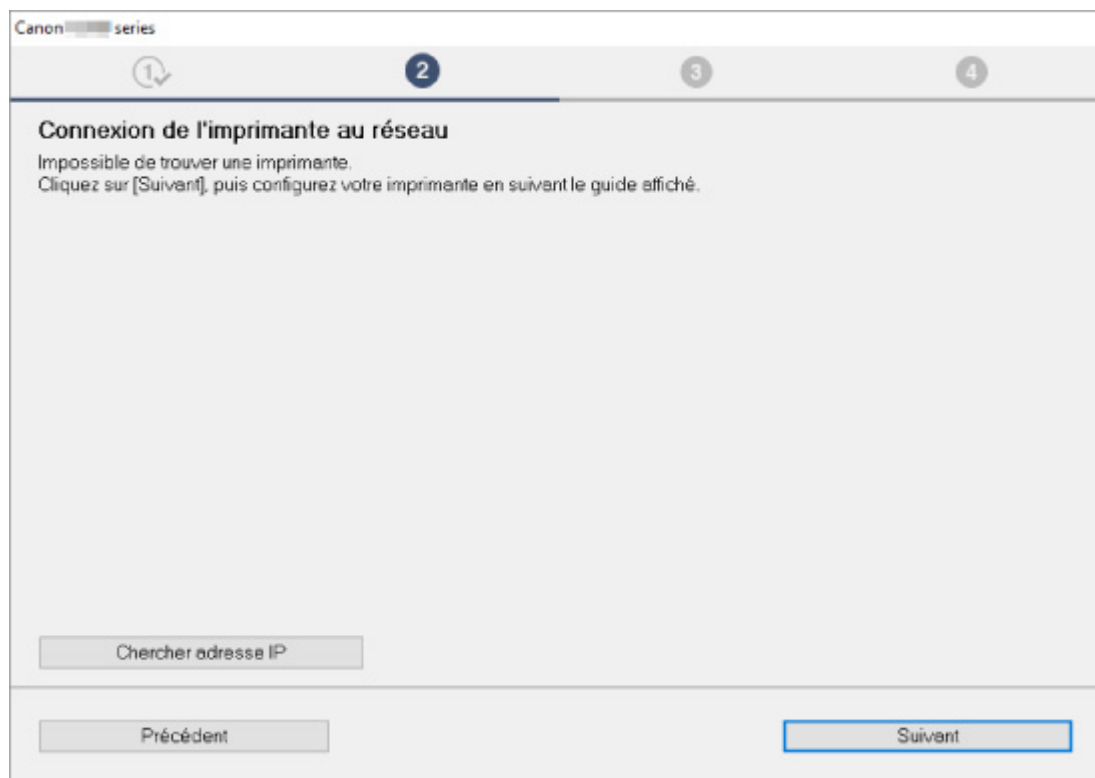 Canon series
1 2 3 4
Connexion de l'imprimante au réseau
Impossible de trouver une imprimante.
Cliquez sur [Suivant], puis configurez votre imprimante en suivant le guide affiché.
Chercher adresse IP
Précédent Suivant